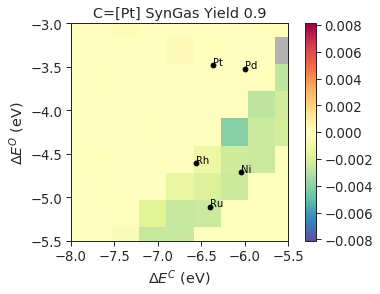 C=[Pt] SynGas Yield 0.9
−3.0
−3.5
−4.0
−4.5
−5.0
−5.5
ΔE^O (eV)
Pt
Pd
Rh
Ni
Ru
−8.0 −7.5 −7.0 −6.5 −6.0 −5.5
ΔE^C (eV)
0.008
0.006
0.004
0.002
0.000
−0.002
−0.004
−0.006
−0.008